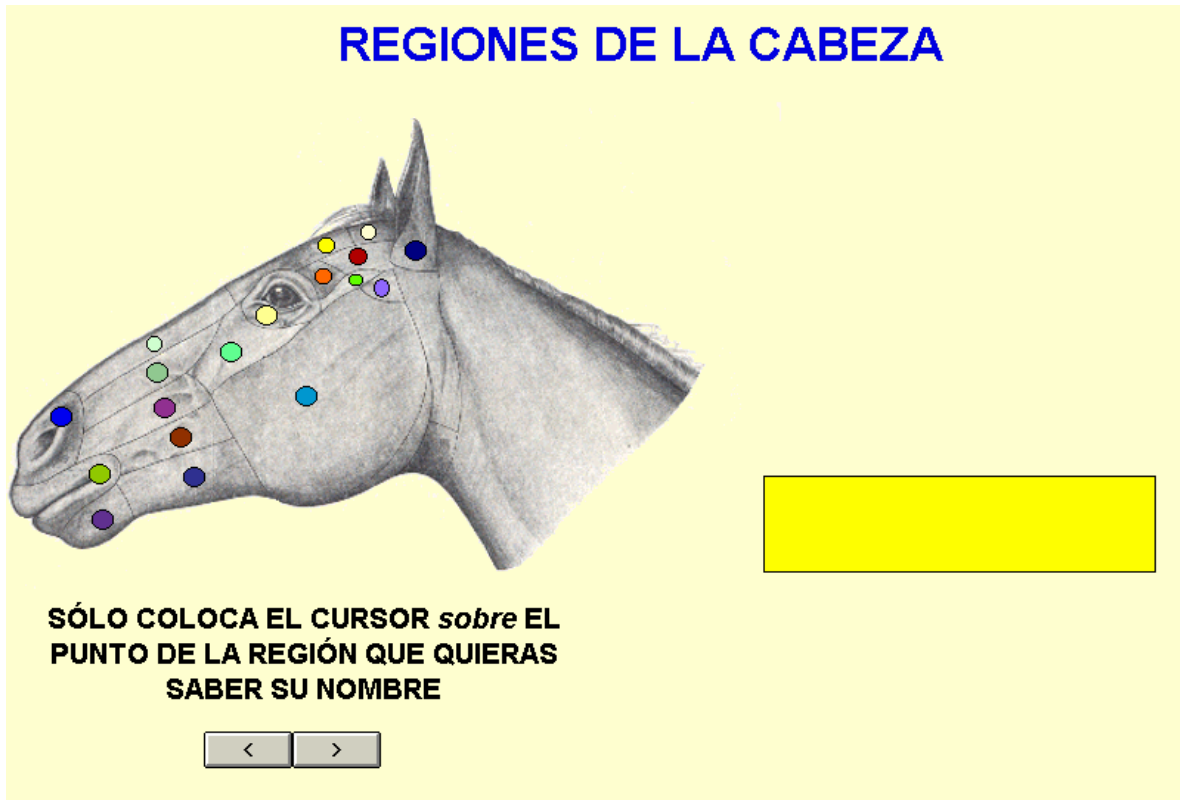 REGIONES DE LA CABEZA
SÓLO COLOCA EL CURSOR sobre EL
PUNTO DE LA REGIÓN QUE QUIERAS
SABER SU NOMBRE
< >